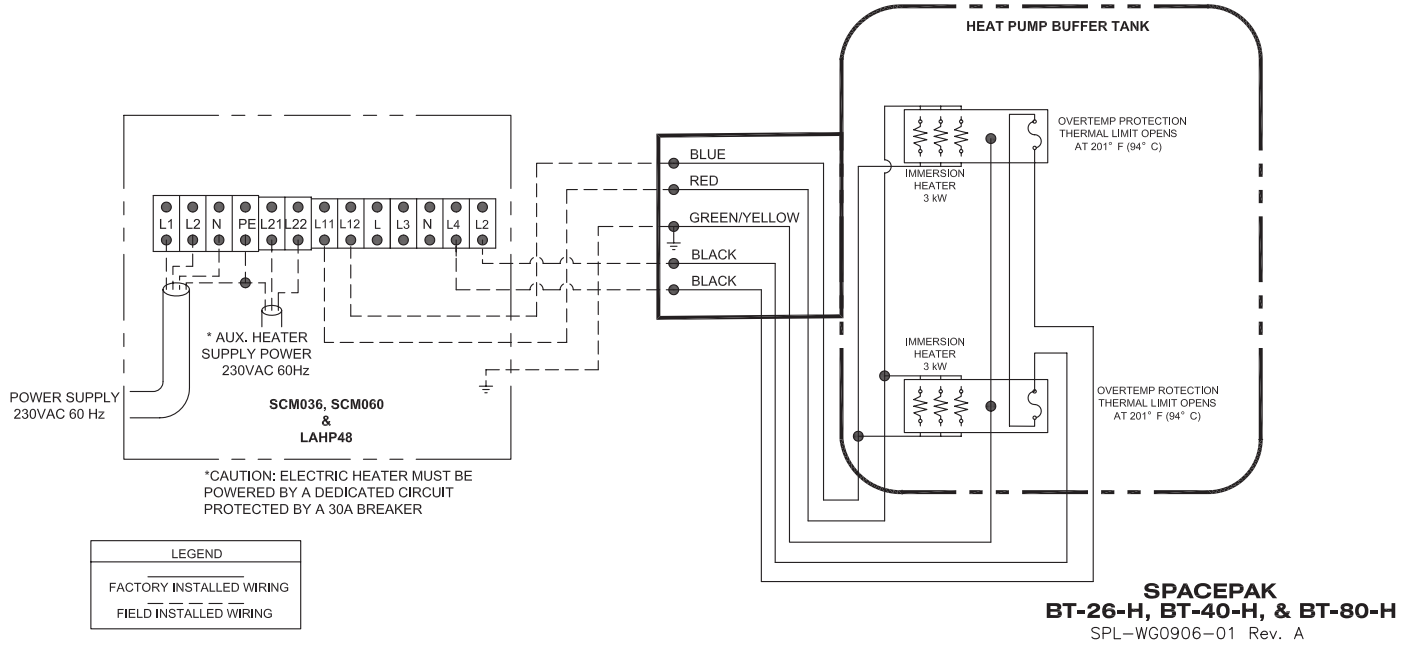 HEAT PUMP BUFFER TANK
OVERTEMP PROTECTION
THERMAL LIMIT OPENS
AT 201° F (94° C)
IMMERSION
HEATER
3 kW
BLUE
RED
GREEN/YELLOW
BLACK
BLACK
L1 L2 N PE L21 L22 L11 L12 L L3 N L4 L2
* AUX. HEATER
SUPPLY POWER
230VAC 60Hz
POWER SUPPLY
230VAC 60 Hz
SCM036, SCM060
&
LAHP48
IMMERSION
HEATER
3 kW
OVERTEMP ROTECTION
THERMAL LIMIT OPENS
AT 201° F (94° C)
*CAUTION: ELECTRIC HEATER MUST BE
POWERED BY A DEDICATED CIRCUIT
PROTECTED BY A 30A BREAKER
LEGEND
FACTORY INSTALLED WIRING
FIELD INSTALLED WIRING
SPACEPAK
BT-26-H, BT-40-H, & BT-80-H
SPL-WG0906-01 Rev. A